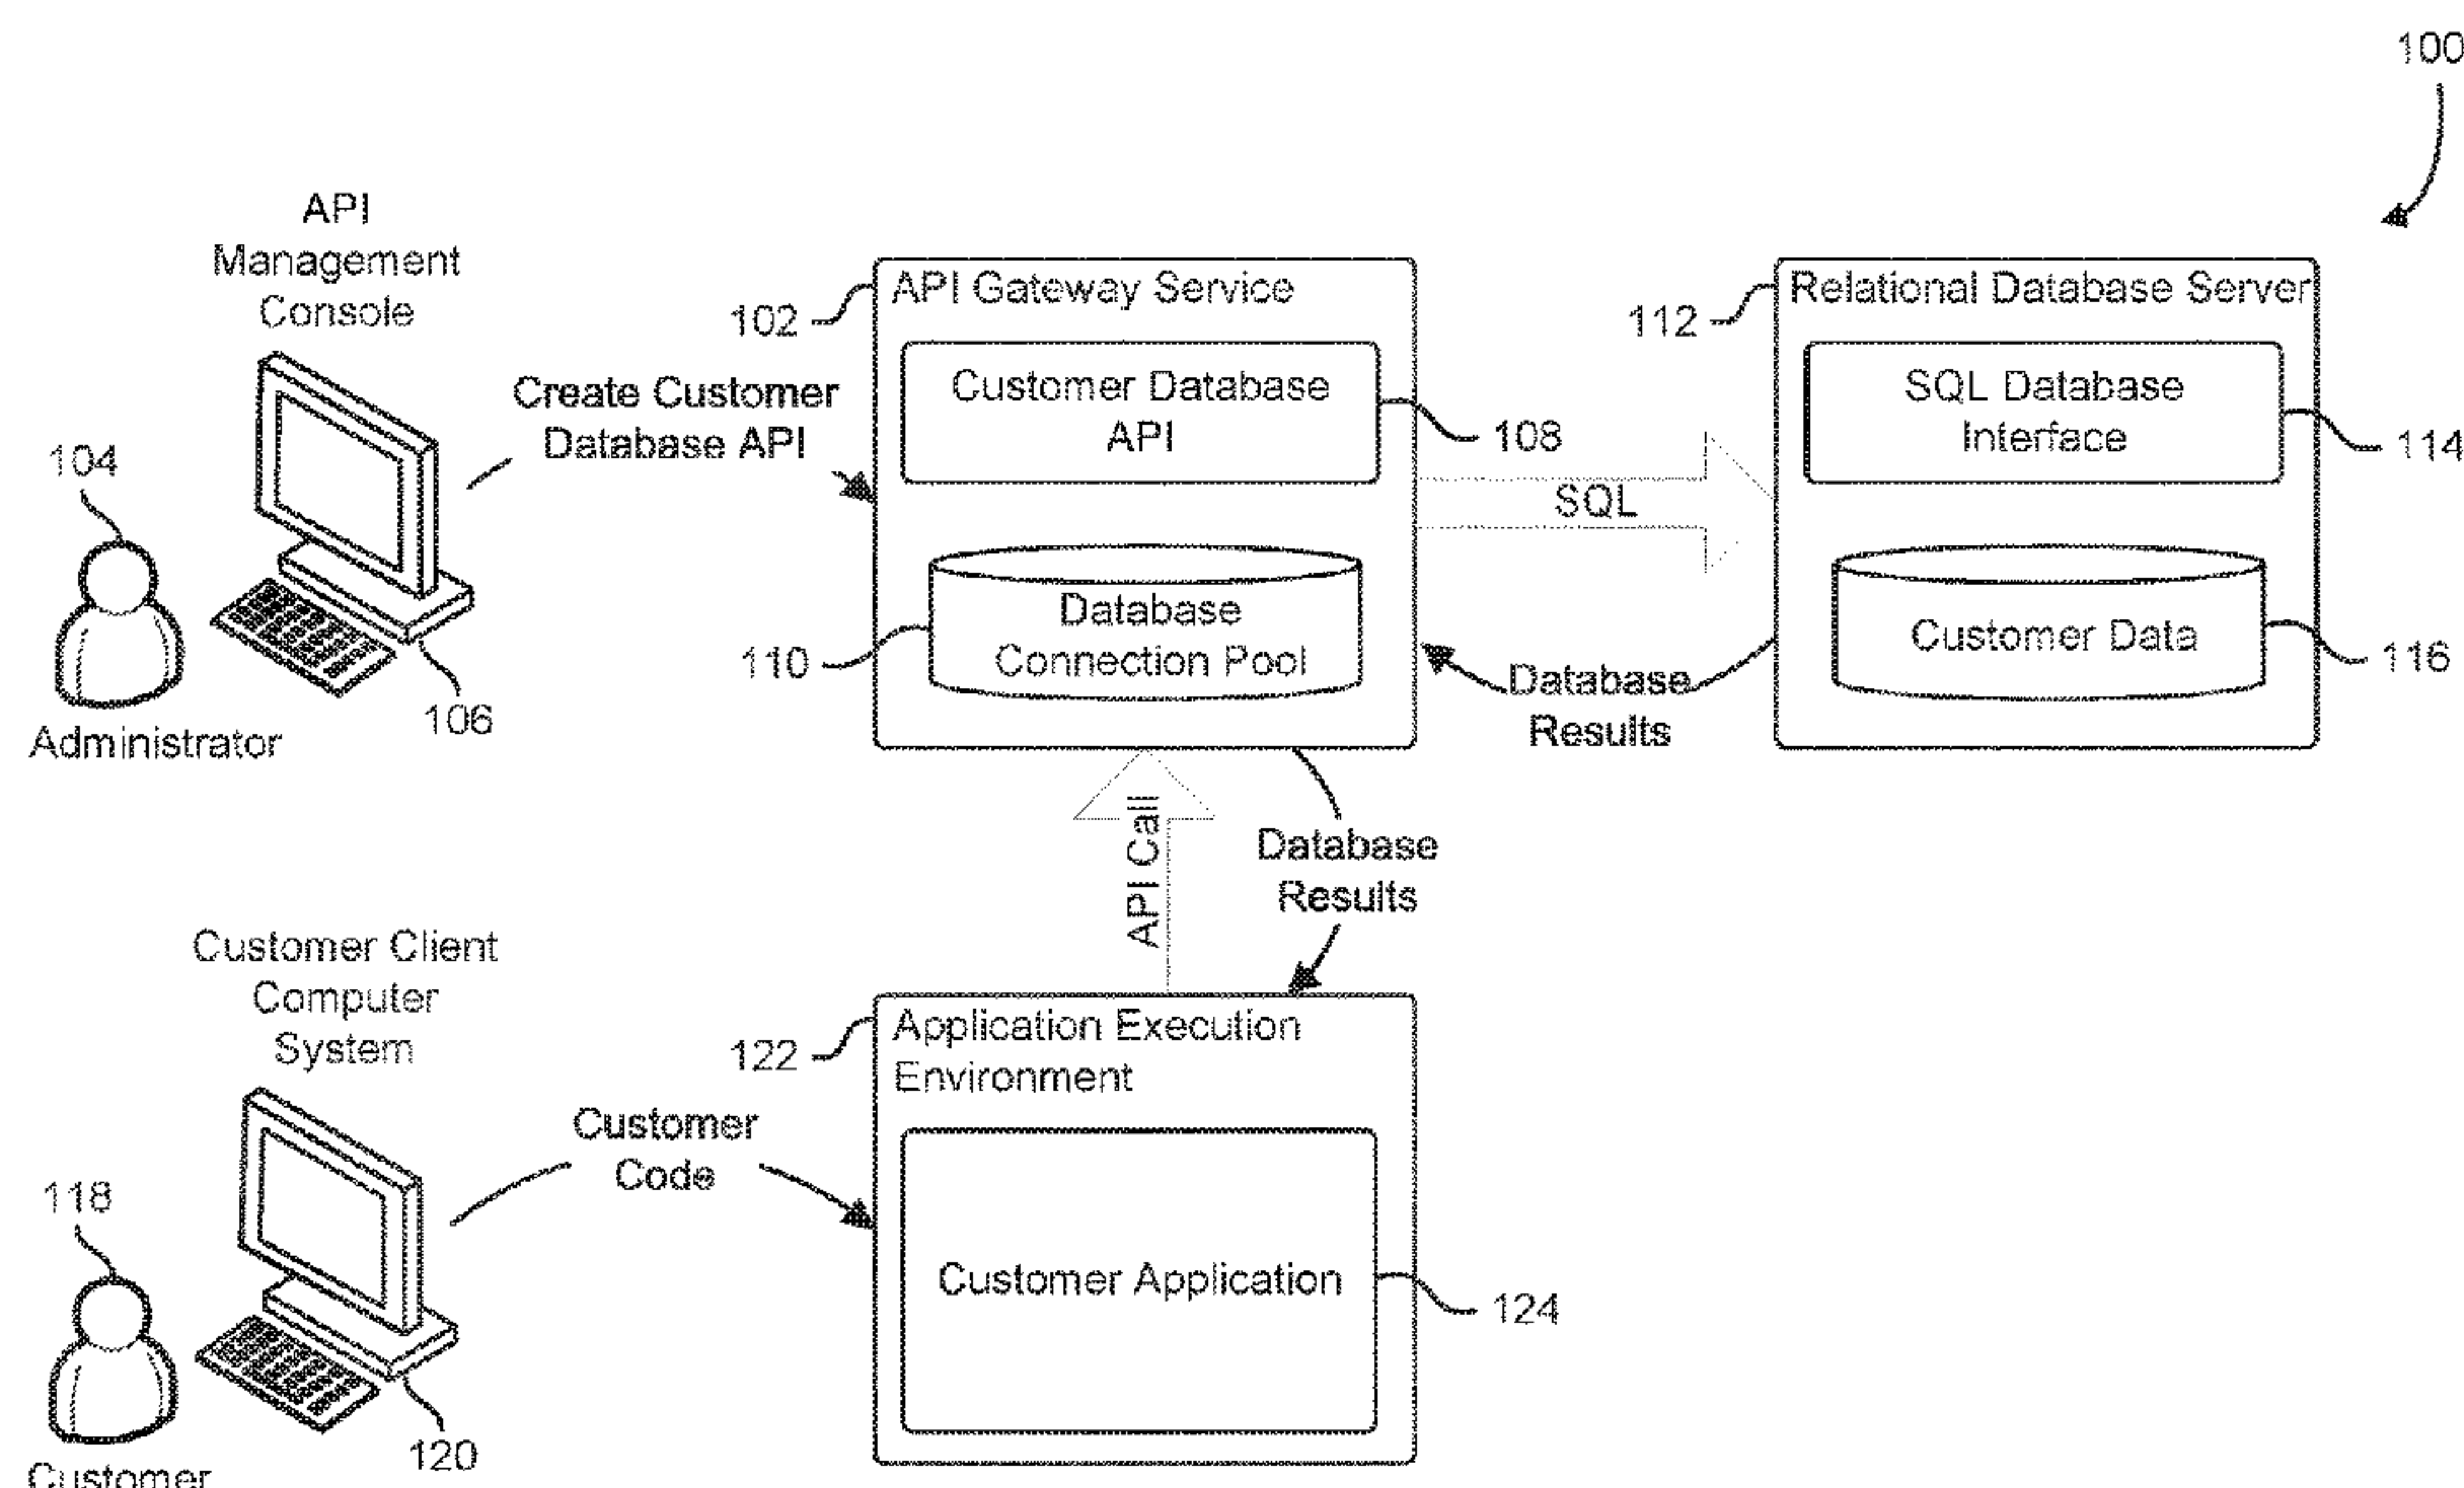 100
API
Management
Console
104
106
Administrator
Create Customer
Database API
102
API Gateway Service
Customer Database
API
108
110
Database
Connection Pool
SQL
Database
Results
112
Relational Database Server
SQL Database
Interface
114
Customer Data
116
API Call
Database
Results
Customer Client
Computer
System
118
120
Customer
Customer
Code
122
Application Execution
Environment
Customer Application
124